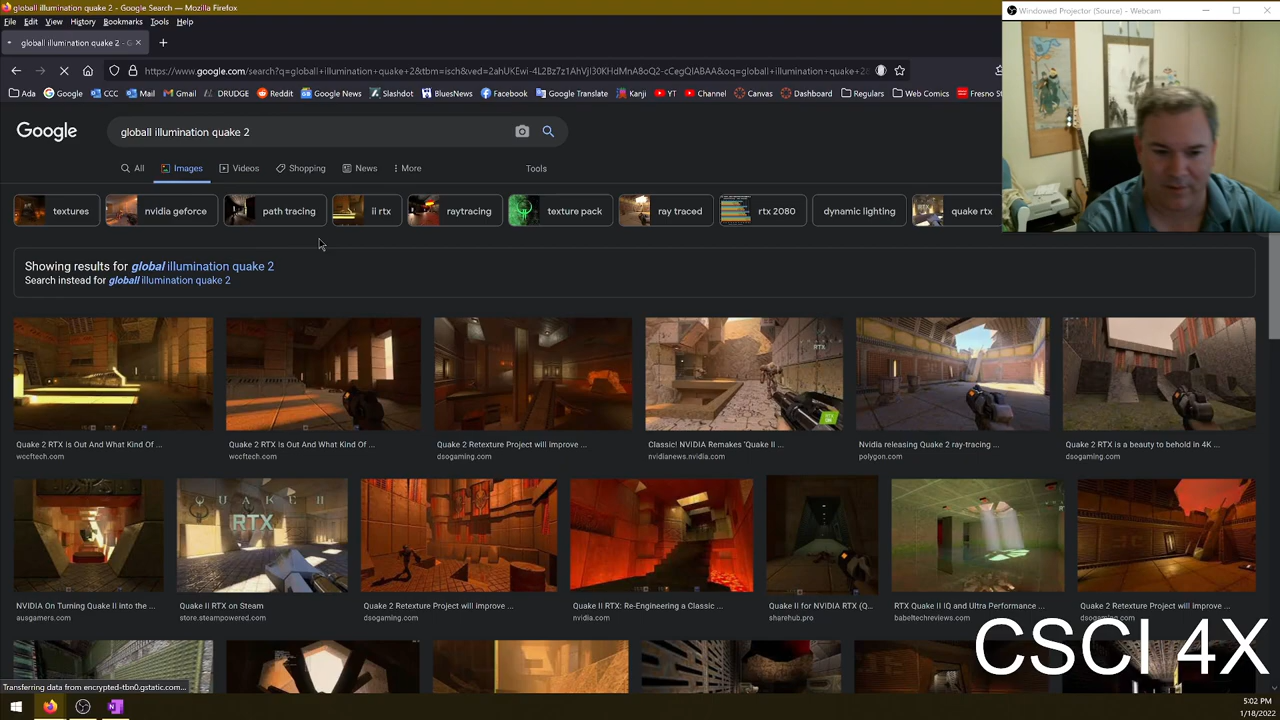 globall illumination quake 2 - Google Search — Mozilla Firefox
File Edit View History Bookmarks Tools Help
Windowed Projector (Source) - Webcam
globall illumination quake 2 - G
https://www.google.com/search?q=globall+illumination+quake+2&tbm=isch&ved=2ahUKEwi-4L2Bz7z1AhVjI30KHdMnA8oQ2-cCegQIABAA&oq=globall+illumination+quake+2
Ada Google CCC Mail Gmail DRUDGE Reddit Google News Slashdot BluesNews Facebook Google Translate Kanji YT Channel Canvas Dashboard Regulars Web Comics Fresno St
Google
globall illumination quake 2
All Images Videos Shopping News More Tools
textures nvidia geforce path tracing ii rtx raytracing texture pack ray traced rtx 2080 dynamic lighting quake rtx
Showing results for global illumination quake 2
Search instead for globall illumination quake 2
RTX
Quake 2 RTX Is Out And What Kind Of ...
wccftech.com
Quake 2 RTX Is Out And What Kind Of ...
wccftech.com
Quake 2 Retexture Project will improve ...
dsogaming.com
Classic! NVIDIA Remakes 'Quake II ...
nvidianews.nvidia.com
Nvidia releasing Quake 2 ray-tracing ...
polygon.com
Quake 2 RTX is a beauty to behold in 4K ...
dsogaming.com
QUAKE II
RTX
NVIDIA On Turning Quake II into the ...
ausgamers.com
Quake II RTX on Steam
store.steampowered.com
Quake 2 Retexture Project will improve ...
dsogaming.com
Quake II RTX: Re-Engineering a Classic ...
nvidia.com
Quake II for NVIDIA RTX (Q...
sharehub.pro
RTX Quake II IQ and Ultra Performance ...
babeltechreviews.com
Quake 2 Retexture Project will improve ...
dsogaming.com
CSCI 4X
Transferring data from encrypted-tbn0.gstatic.com...
5:02 PM
1/18/2022